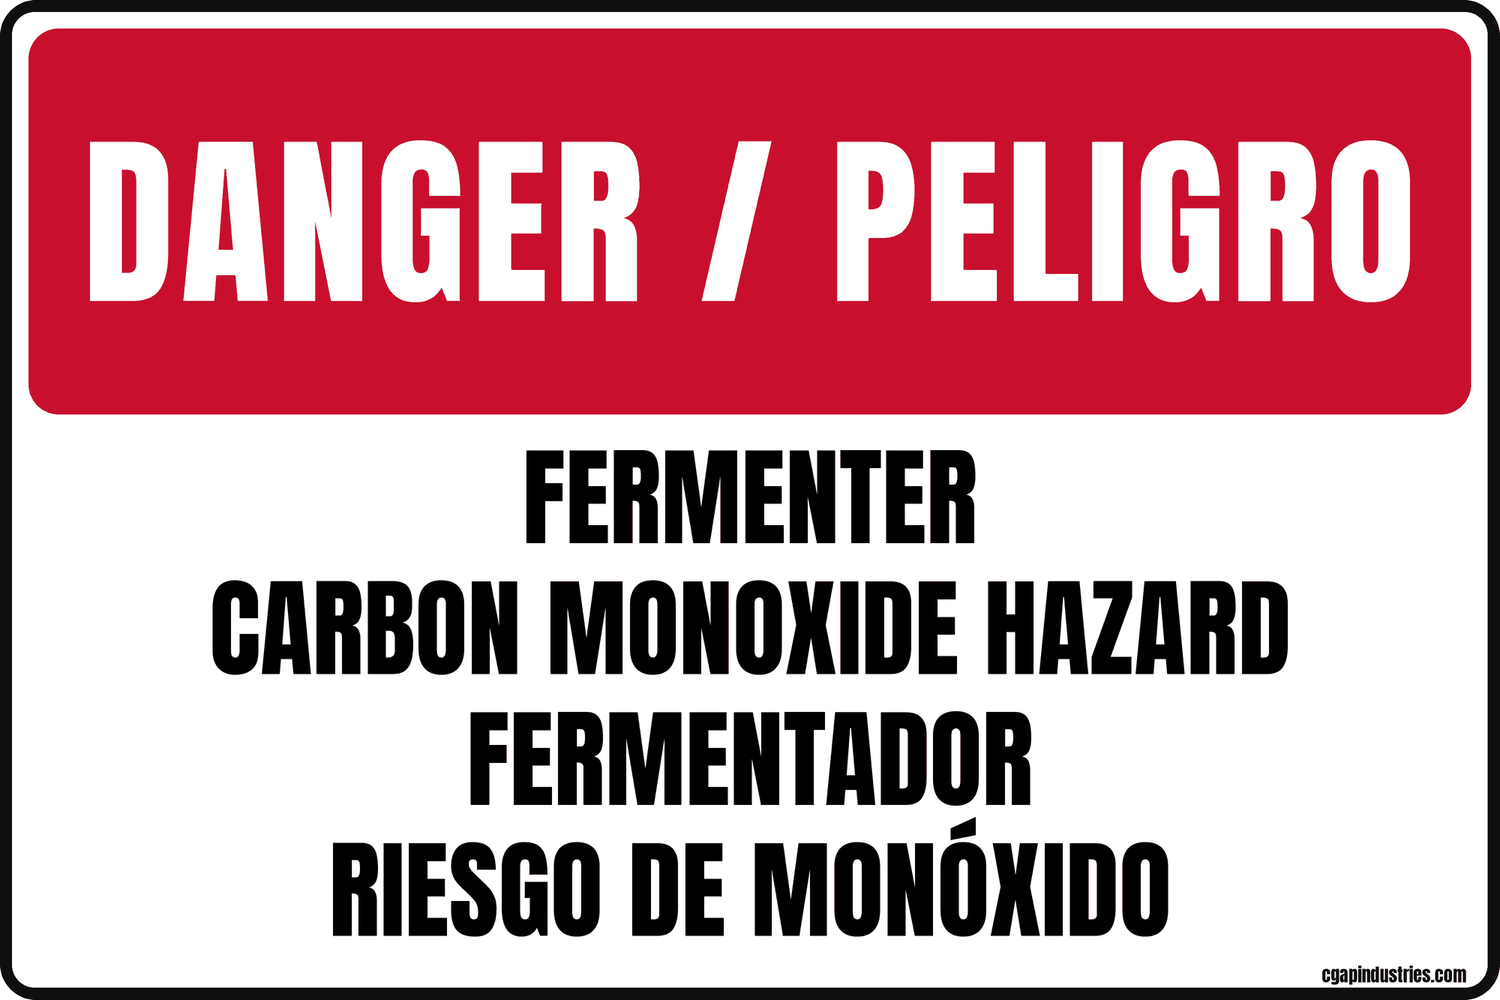 DANGER / PELIGRO
FERMENTER
CARBON MONOXIDE HAZARD
FERMENTADOR
RIESGO DE MONÓXIDO
cgapindustries.com